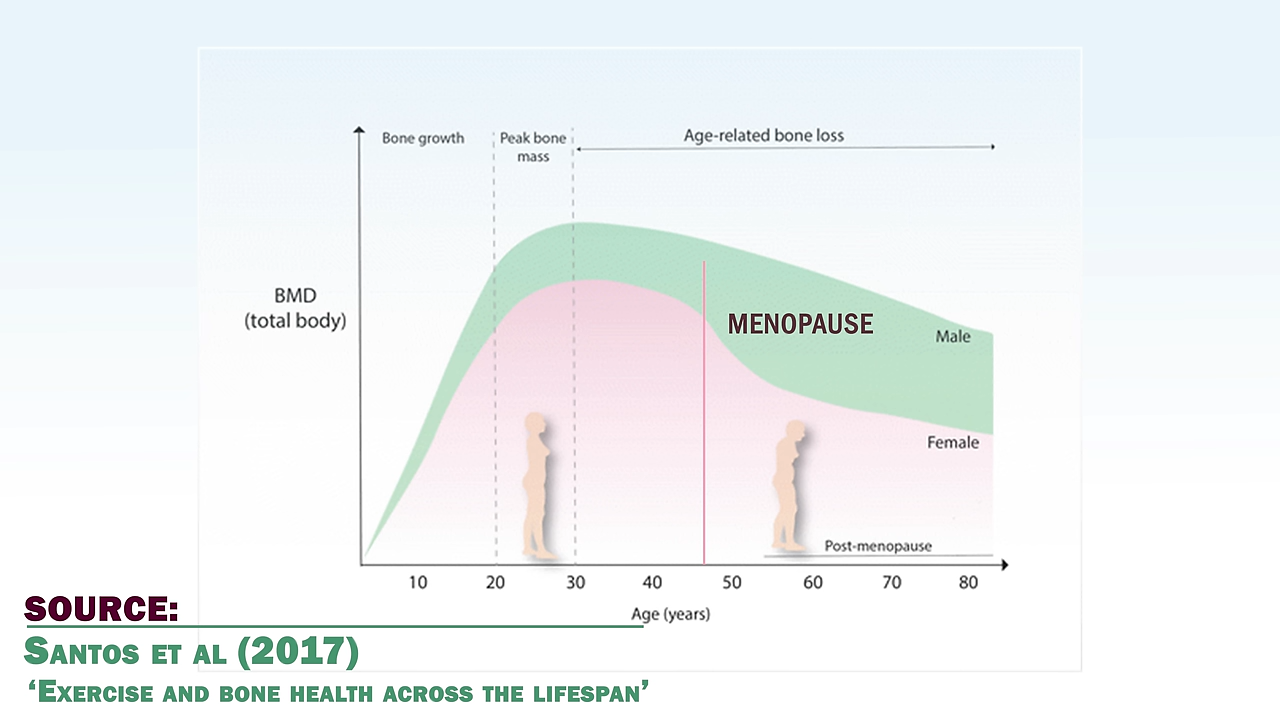 Bone growth
Peak bone
mass
Age-related bone loss
BMD
(total body)
MENOPAUSE
Male
Female
Post-menopause
10 20 30 40 50 60 70 80
Age (years)
SOURCE:
Santos et al (2017)
‘Exercise and bone health across the lifespan’